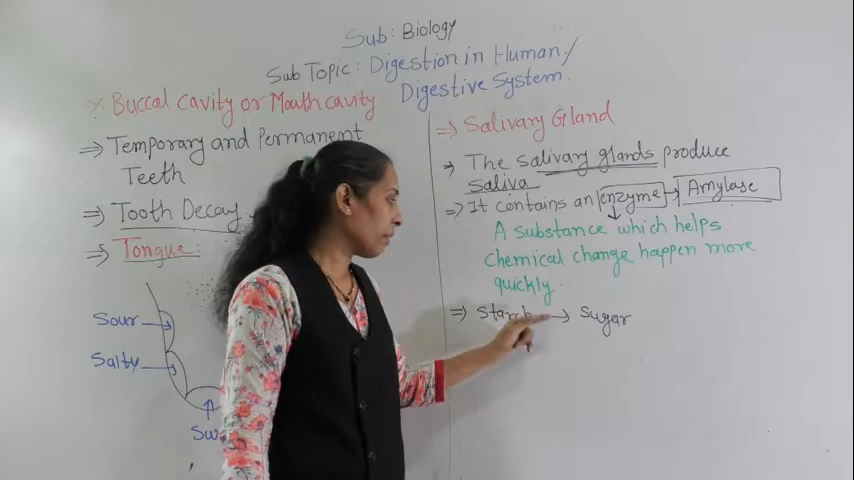 Sub: Biology
Sub Topic: Digestion in Human/
Digestive System.
× Buccal cavity or Mouth cavity.
⇒ Temporary and Permanent
Teeth
⇒ Tooth Decay
⇒ Tongue:
Sour
Salty
⇒ Salivary Gland
→ The Salivary glands produce
saliva
⇒ It contains an enzyme → Amylase
A substance which helps
chemical change happen more
quickly...
⇒ Starch → Sugar